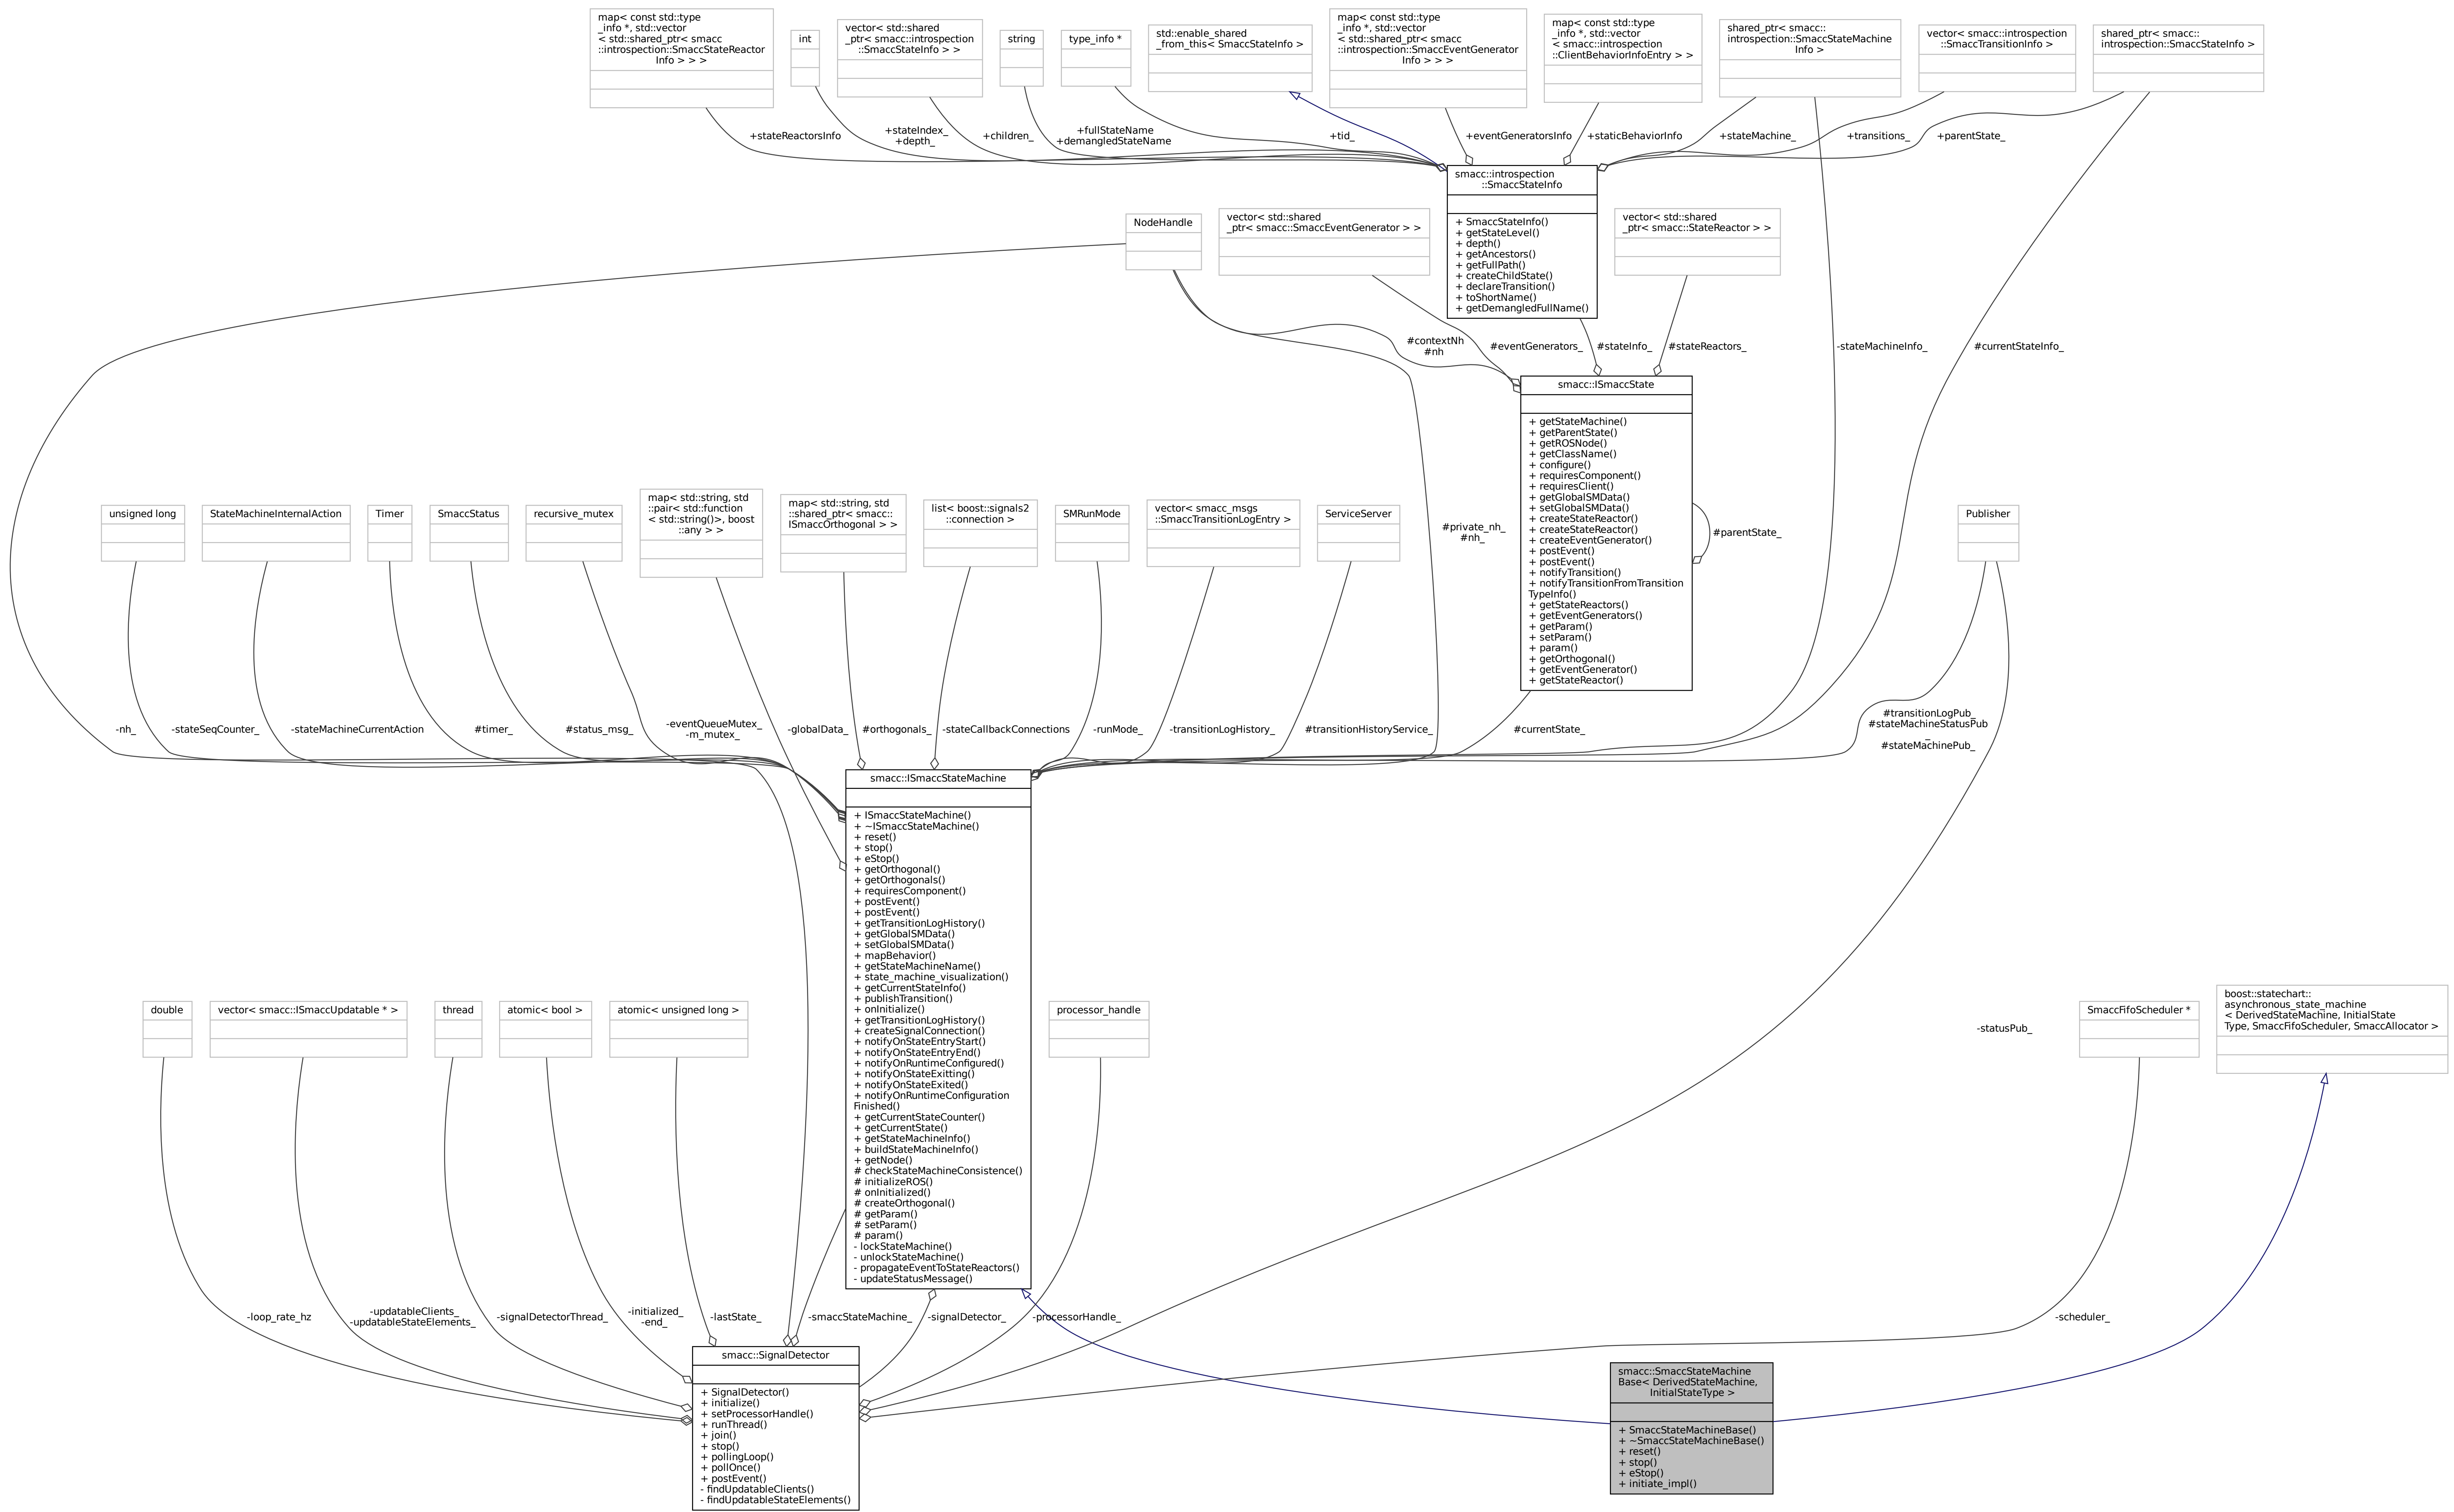 map< const std::type
_info *, std::vector
< std::shared_ptr< smacc
::introspection::SmaccStateReactor
Info > > >
int
vector< std::shared
_ptr< smacc::introspection
::SmaccStateInfo > >
string
type_info *
std::enable_shared
_from_this< SmaccStateInfo >
map< const std::type
_info *, std::vector
< std::shared_ptr< smacc
::introspection::SmaccEventGenerator
Info > > >
map< const std::type
_info *, std::vector
< smacc::introspection
::ClientBehaviorInfoEntry > >
shared_ptr< smacc::
introspection::SmaccStateMachine
Info >
vector< smacc::introspection
::SmaccTransitionInfo >
shared_ptr< smacc::
introspection::SmaccStateInfo >
+stateReactorsInfo
+stateIndex_
+depth_
+children_
+fullStateName
+demangledStateName
+tid_
+eventGeneratorsInfo
+staticBehaviorInfo
+stateMachine_
+transitions_
+parentState_
smacc::introspection
::SmaccStateInfo
+ SmaccStateInfo()
+ getStateLevel()
+ depth()
+ getAncestors()
+ getFullPath()
+ createChildState()
+ declareTransition()
+ toShortName()
+ getDemangledFullName()
NodeHandle
vector< std::shared
_ptr< smacc::SmaccEventGenerator > >
vector< std::shared
_ptr< smacc::StateReactor > >
#contextNh
#nh
#eventGenerators_
#stateInfo_
#stateReactors_
-stateMachineInfo_
#currentStateInfo_
smacc::ISmaccState
+ getStateMachine()
+ getParentState()
+ getROSNode()
+ getClassName()
+ configure()
+ requiresComponent()
+ requiresClient()
+ getGlobalSMData()
+ setGlobalSMData()
+ createStateReactor()
+ createStateReactor()
+ createEventGenerator()
+ postEvent()
+ postEvent()
+ notifyTransition()
+ notifyTransitionFromTransition
TypeInfo()
+ getStateReactors()
+ getEventGenerators()
+ getParam()
+ setParam()
+ param()
+ getOrthogonal()
+ getEventGenerator()
+ getStateReactor()
#parentState_
unsigned long
StateMachineInternalAction
Timer
SmaccStatus
recursive_mutex
map< std::string, std
::pair< std::function
< std::string()>, boost
::any > >
map< std::string, std
::shared_ptr< smacc::
ISmaccOrthogonal > >
list< boost::signals2
::connection >
SMRunMode
vector< smacc_msgs
::SmaccTransitionLogEntry >
ServiceServer
#private_nh_
#nh_
Publisher
-nh_
-stateSeqCounter_
-stateMachineCurrentAction
#timer_
#status_msg_
-eventQueueMutex_
-m_mutex_
-globalData_
#orthogonals_
-stateCallbackConnections
-runMode_
-transitionLogHistory_
#transitionHistoryService_
#currentState_
#transitionLogPub_
#stateMachineStatusPub
_
#stateMachinePub_
smacc::ISmaccStateMachine
+ ISmaccStateMachine()
+ ~ISmaccStateMachine()
+ reset()
+ stop()
+ eStop()
+ getOrthogonal()
+ getOrthogonals()
+ requiresComponent()
+ postEvent()
+ postEvent()
+ getTransitionLogHistory()
+ getGlobalSMData()
+ setGlobalSMData()
+ mapBehavior()
+ getStateMachineName()
+ state_machine_visualization()
+ getCurrentStateInfo()
+ publishTransition()
+ onInitialize()
+ getTransitionLogHistory()
+ createSignalConnection()
+ notifyOnStateEntryStart()
+ notifyOnStateEntryEnd()
+ notifyOnRuntimeConfigured()
+ notifyOnStateExitting()
+ notifyOnStateExited()
+ notifyOnRuntimeConfiguration
Finished()
+ getCurrentStateCounter()
+ getCurrentState()
+ getStateMachineInfo()
+ buildStateMachineInfo()
+ getNode()
# checkStateMachineConsistence()
# initializeROS()
# onInitialized()
# createOrthogonal()
# getParam()
# setParam()
# param()
- lockStateMachine()
- unlockStateMachine()
- propagateEventToStateReactors()
- updateStatusMessage()
double
vector< smacc::ISmaccUpdatable * >
thread
atomic< bool >
atomic< unsigned long >
processor_handle
-statusPub_
SmaccFifoScheduler *
boost::statechart::
asynchronous_state_machine
< DerivedStateMachine, InitialState
Type, SmaccFifoScheduler, SmaccAllocator >
-loop_rate_hz
-updatableClients_
-updatableStateElements_
-signalDetectorThread_
-initialized_
-end_
-lastState_
-smaccStateMachine_
-signalDetector_
-processorHandle_
-scheduler_
smacc::SignalDetector
+ SignalDetector()
+ initialize()
+ setProcessorHandle()
+ runThread()
+ join()
+ stop()
+ pollingLoop()
+ pollOnce()
+ postEvent()
- findUpdatableClients()
- findUpdatableStateElements()
smacc::SmaccStateMachine
Base< DerivedStateMachine,
InitialStateType >
+ SmaccStateMachineBase()
+ ~SmaccStateMachineBase()
+ reset()
+ stop()
+ eStop()
+ initiate_impl()